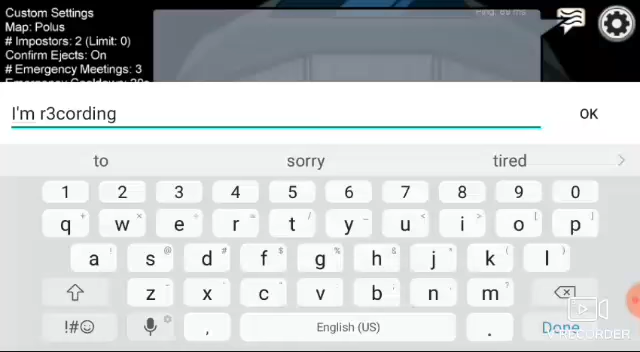 Custom Settings
Map: Polus
# Impostors: 2 (Limit: 0)
Confirm Ejects: On
# Emergency Meetings: 3
I'm r3cording
OK
to sorry tired
1 2 3 4 5 6 7 8 9 0
q w e r t y u i o p
a s d f g h j k l
z x c v b n m
!#☺ , English (US) . Done
RECORDER